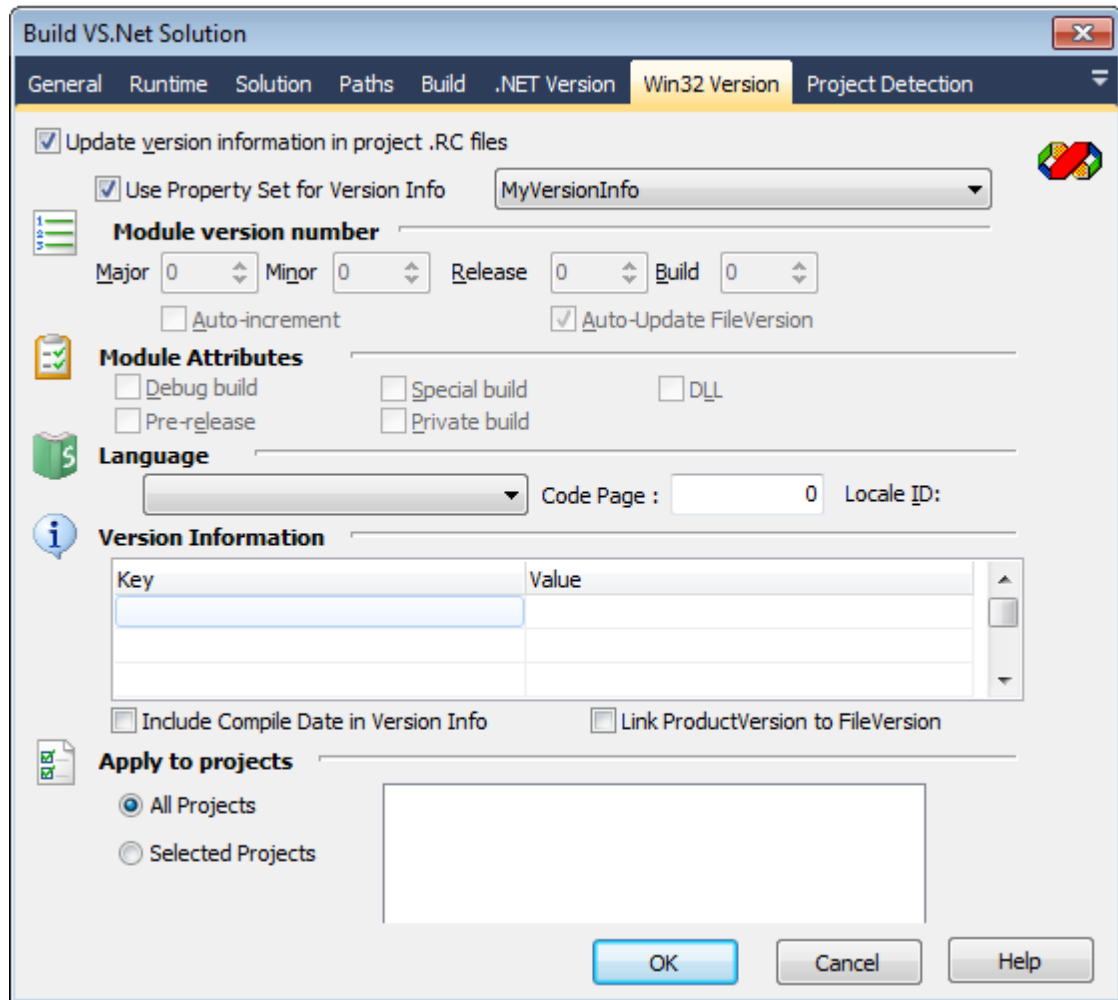 Build VS.Net Solution
General Runtime Solution Paths Build .NET Version Win32 Version Project Detection
Update version information in project .RC files
Use Property Set for Version Info MyVersionInfo
Module version number
Major 0 Minor 0 Release 0 Build 0
Auto-increment Auto-Update FileVersion
Module Attributes
Debug build Special build DLL
Pre-release Private build
Language
Code Page : 0 Locale ID:
Version Information
Key Value
Include Compile Date in Version Info Link ProductVersion to FileVersion
Apply to projects
All Projects
Selected Projects
OK Cancel Help